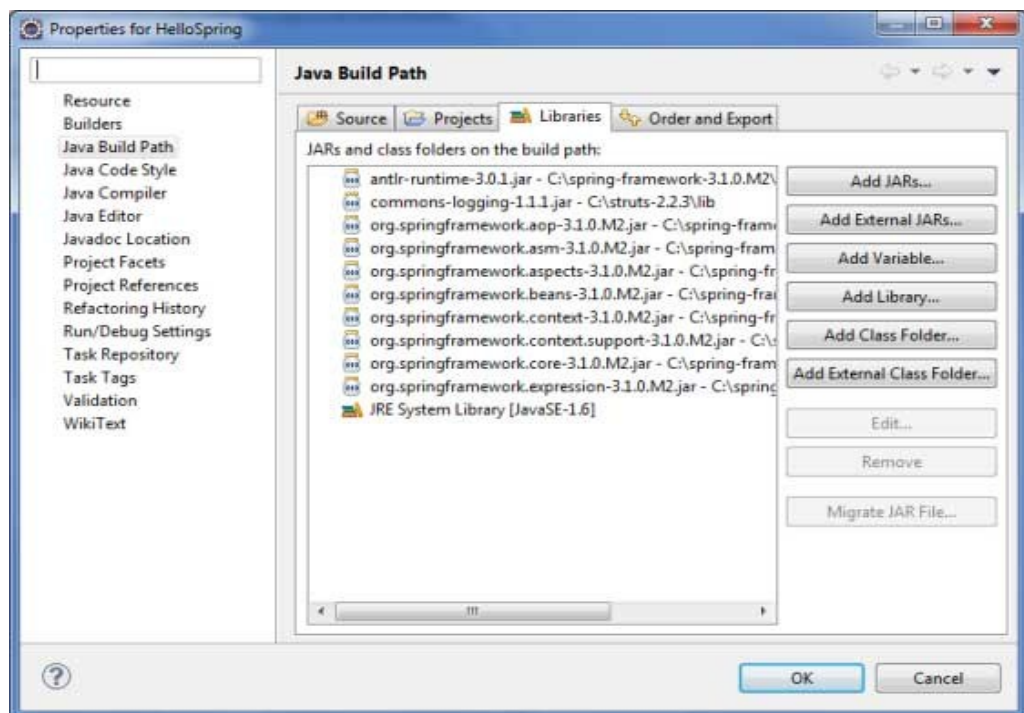 Properties for HelloSpring
Java Build Path
Resource
Builders
Java Build Path
Java Code Style
Java Compiler
Java Editor
Javadoc Location
Project Facets
Project References
Refactoring History
Run/Debug Settings
Task Repository
Task Tags
Validation
WikiText
Source Projects Libraries Order and Export
JARs and class folders on the build path:
antlr-runtime-3.0.1.jar - C:\spring-framework-3.1.0.M2\
commons-logging-1.1.1.jar - C:\struts-2.2.3\lib
org.springframework.aop-3.1.0.M2.jar - C:\spring-frame
org.springframework.asm-3.1.0.M2.jar - C:\spring-fram
org.springframework.aspects-3.1.0.M2.jar - C:\spring-fr
org.springframework.beans-3.1.0.M2.jar - C:\spring-fra
org.springframework.context-3.1.0.M2.jar - C:\spring-fr
org.springframework.context.support-3.1.0.M2.jar - C:\s
org.springframework.core-3.1.0.M2.jar - C:\spring-fram
org.springframework.expression-3.1.0.M2.jar - C:\spring
JRE System Library [JavaSE-1.6]
Add JARs...
Add External JARs...
Add Variable...
Add Library...
Add Class Folder...
Add External Class Folder...
Edit...
Remove
Migrate JAR File...
OK
Cancel